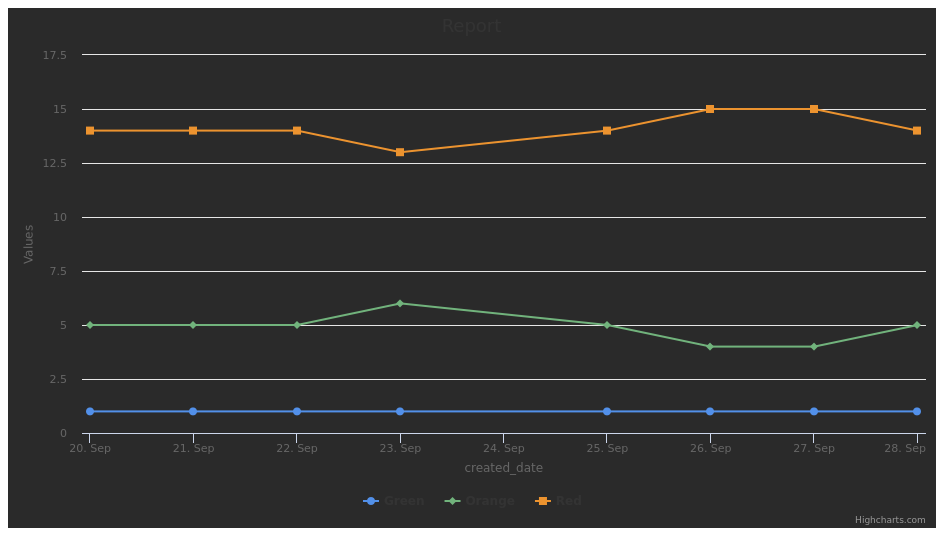 Report
17.5
15
12.5
10
7.5
5
2.5
0
Values
20. Sep 21. Sep 22. Sep 23. Sep 24. Sep 25. Sep 26. Sep 27. Sep 28. Sep
created_date
Green Orange Red
Highcharts.com